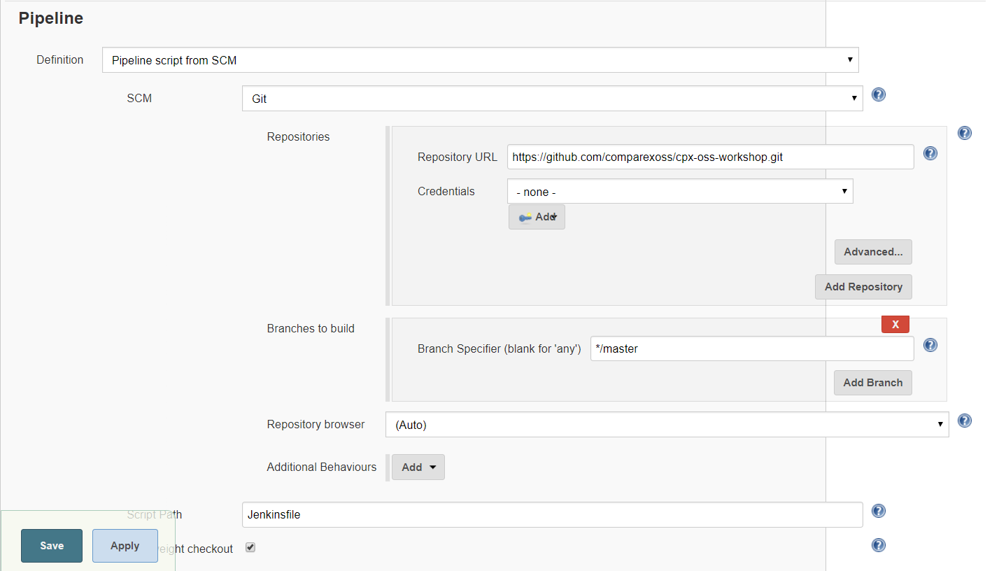 Pipeline
Definition
Pipeline script from SCM
SCM
Git
Repositories
Repository URL
https://github.com/comparexoss/cpx-oss-workshop.git
Credentials
- none -
Add
Advanced...
Add Repository
Branches to build
X
Branch Specifier (blank for 'any')
*/master
Add Branch
Repository browser
(Auto)
Additional Behaviours
Add
Script Path
Jenkinsfile
Save
Apply
checkout